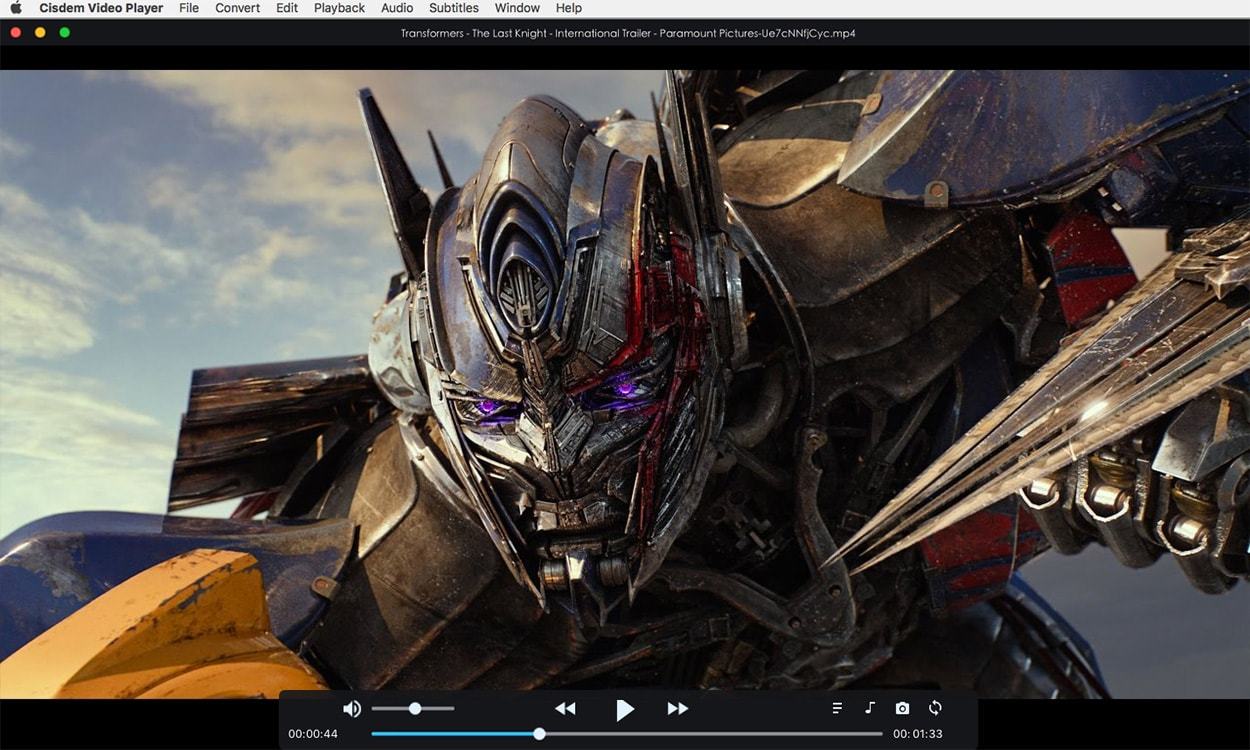 Cisdem Video Player File Convert Edit Playback Audio Subtitles Window Help
Transformers - The Last Knight - International Trailer - Paramount Pictures-Ue7cNNfjCyc.mp4
00:00:44 00:01:33